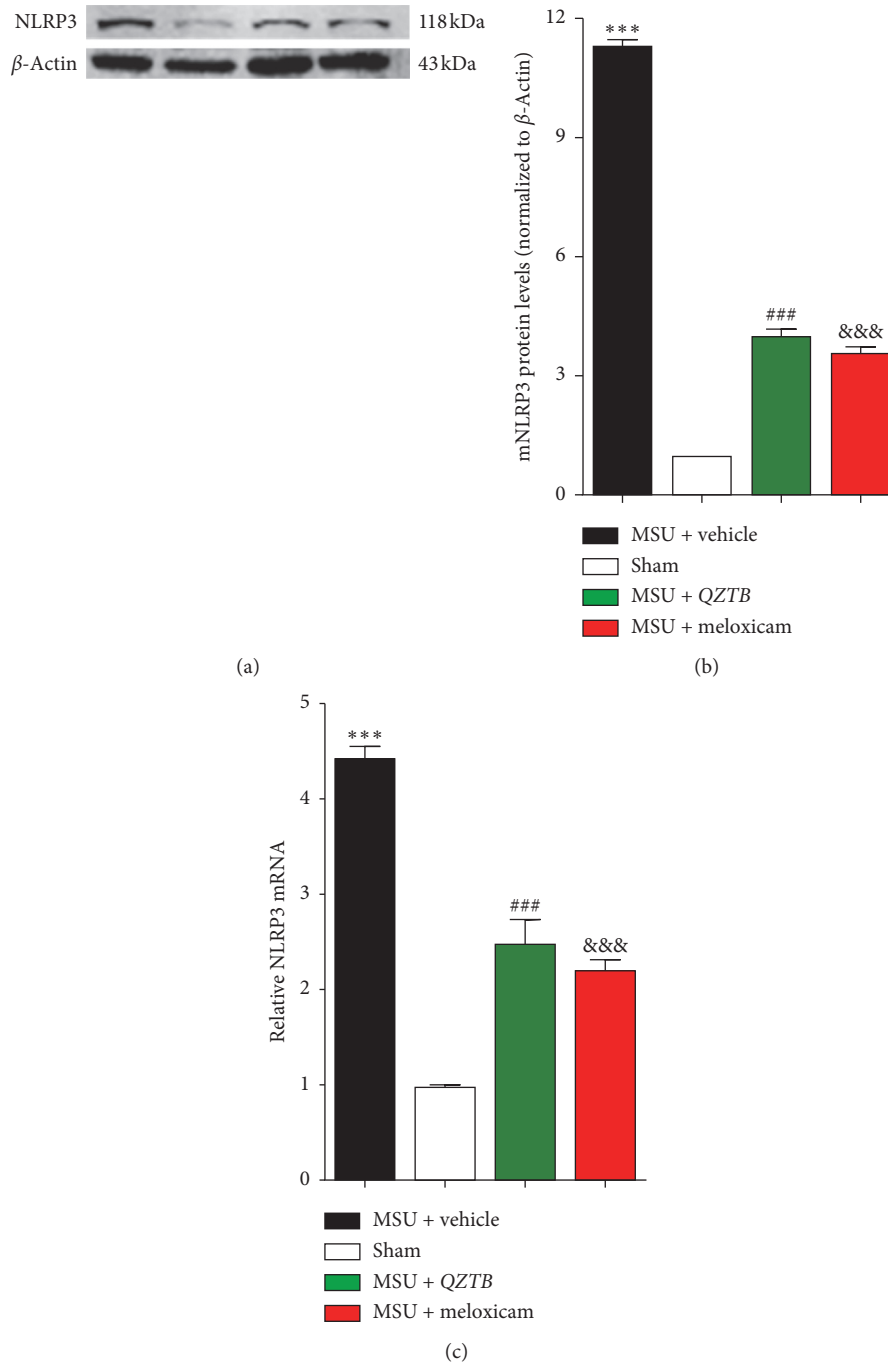 NLRP3
118 kDa
β-Actin
43 kDa
12
9
6
3
0
mNLRP3 protein levels (normalized to β-Actin)
***
###
&&&
MSU + vehicle
Sham
MSU + QZTB
MSU + meloxicam
(a)
(b)
5
4
3
2
1
0
Relative NLRP3 mRNA
***
###
&&&
MSU + vehicle
Sham
MSU + QZTB
MSU + meloxicam
(c)